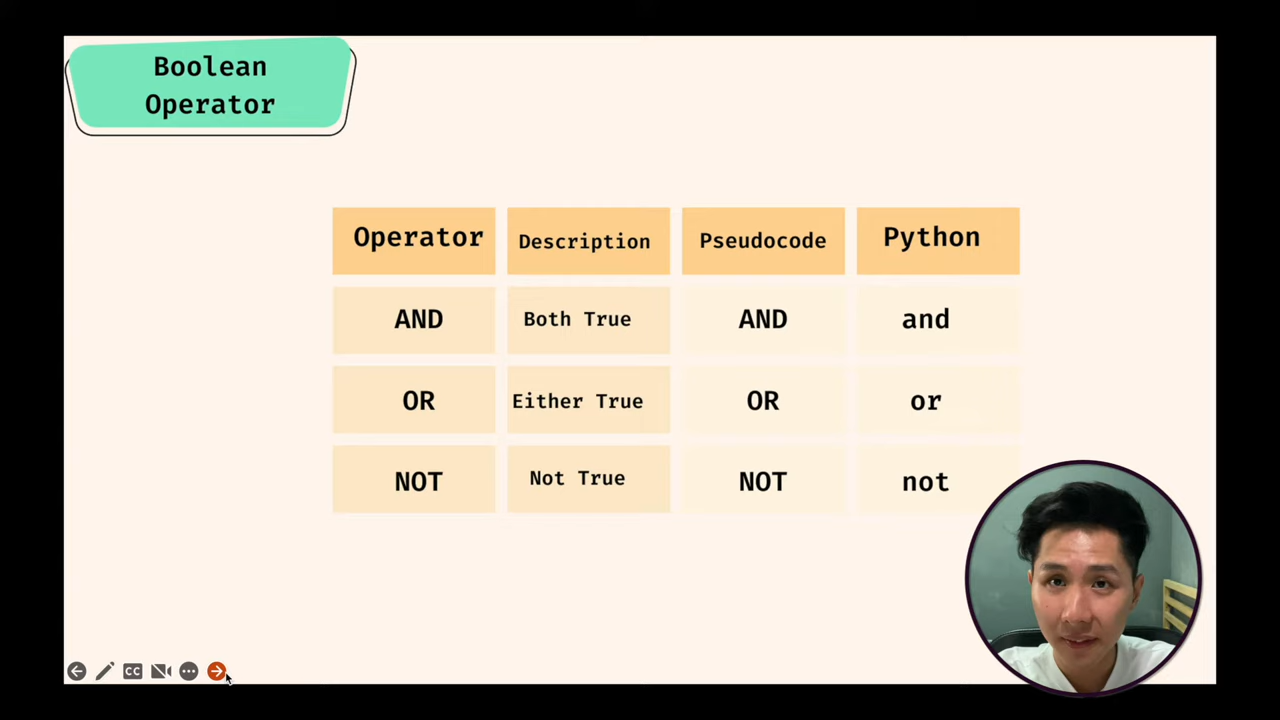 Boolean
Operator
Operator Description Pseudocode Python
AND Both True AND and
OR Either True OR or
NOT Not True NOT not
CC